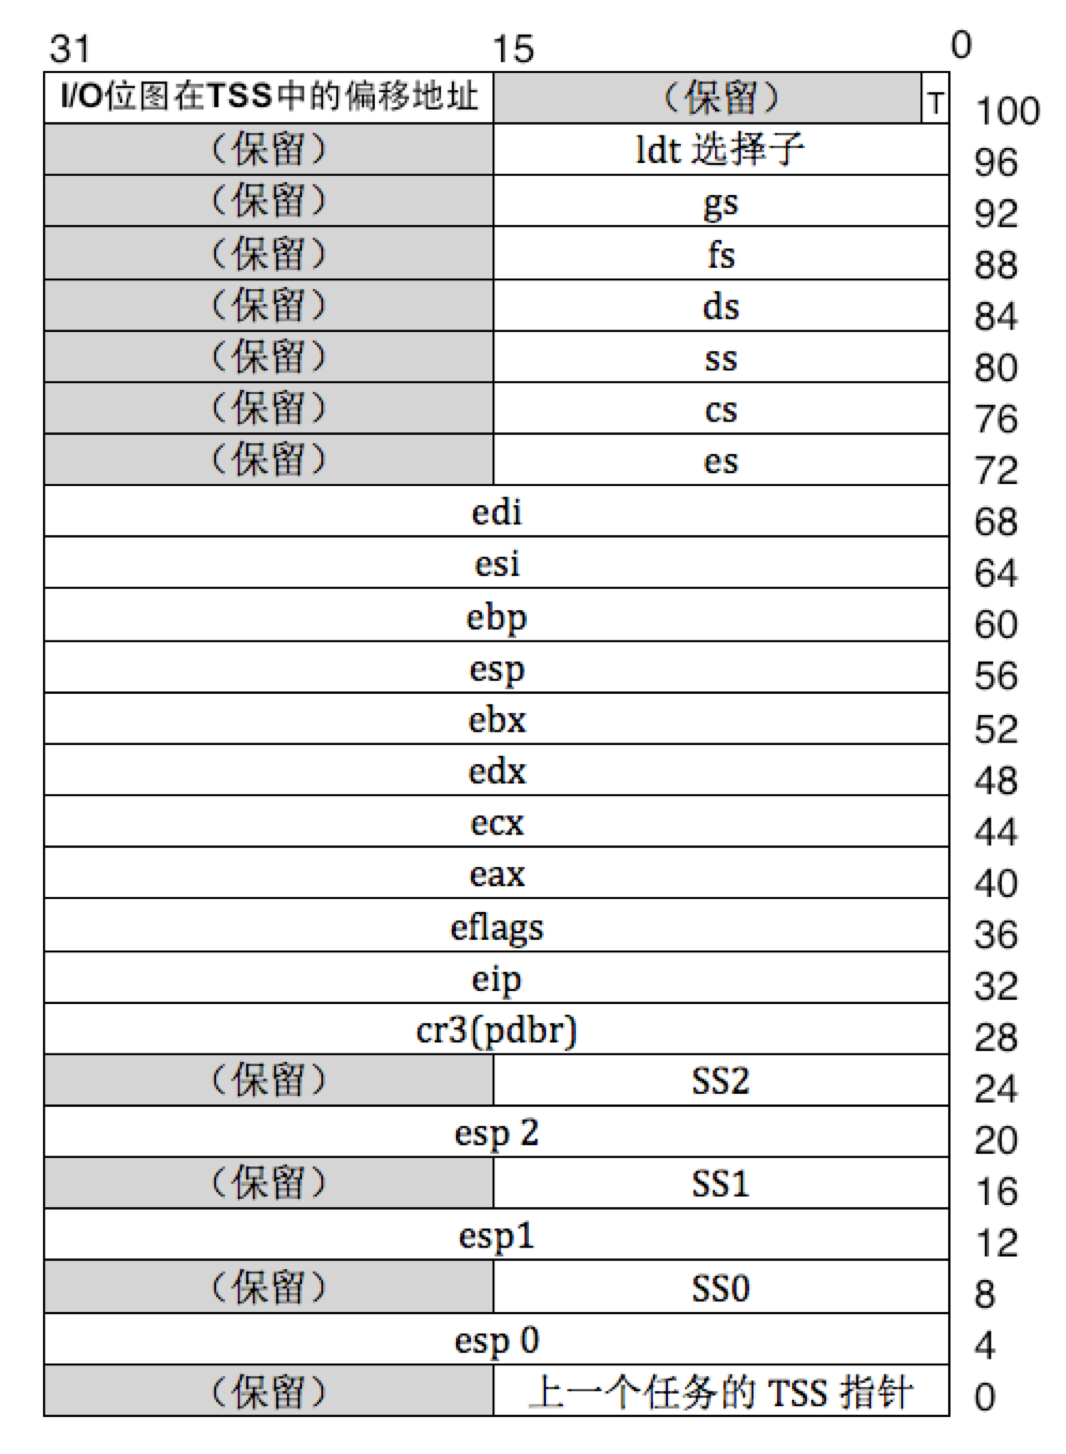 31 15 0
I/O位图在TSS中的偏移地址 （保留） T 100
（保留） ldt 选择子 96
（保留） gs 92
（保留） fs 88
（保留） ds 84
（保留） ss 80
（保留） cs 76
（保留） es 72
edi 68
esi 64
ebp 60
esp 56
ebx 52
edx 48
ecx 44
eax 40
eflags 36
eip 32
cr3(pdbr) 28
（保留） SS2 24
esp 2 20
（保留） SS1 16
esp1 12
（保留） SS0 8
esp 0 4
（保留） 上一个任务的 TSS 指针 0